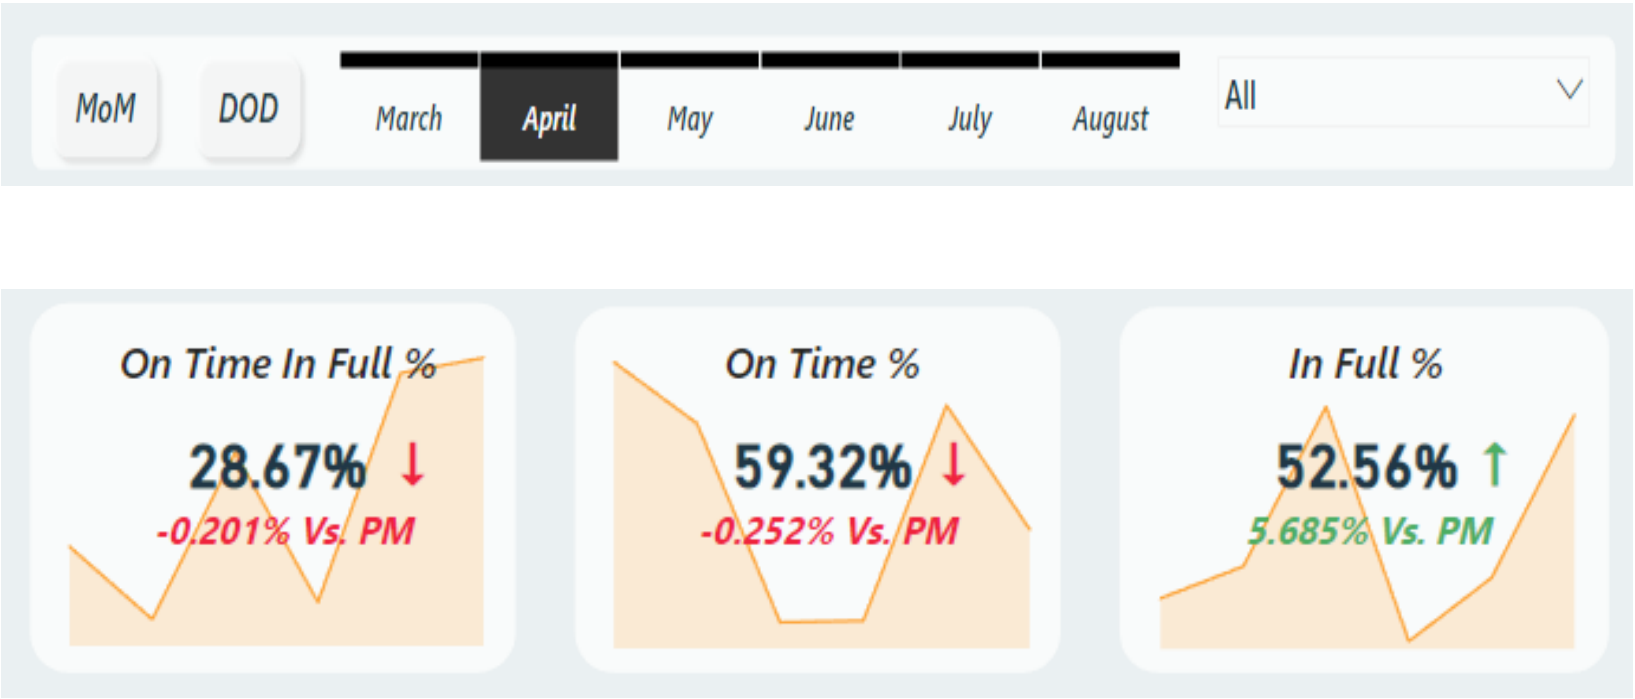 MoM DOD March April May June July August All
On Time In Full % On Time % In Full %
28.67% ↓ 59.32% ↓ 52.56% ↑
-0.201% Vs. PM -0.252% Vs. PM 5.685% Vs. PM